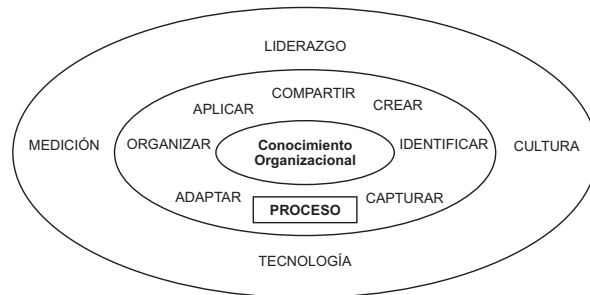 LIDERAZGO
COMPARTIR
APLICAR
CREAR
MEDICIÓN
ORGANIZAR
Conocimiento
Organizacional
IDENTIFICAR
CULTURA
ADAPTAR
PROCESO
CAPTURAR
TECNOLOGÍA